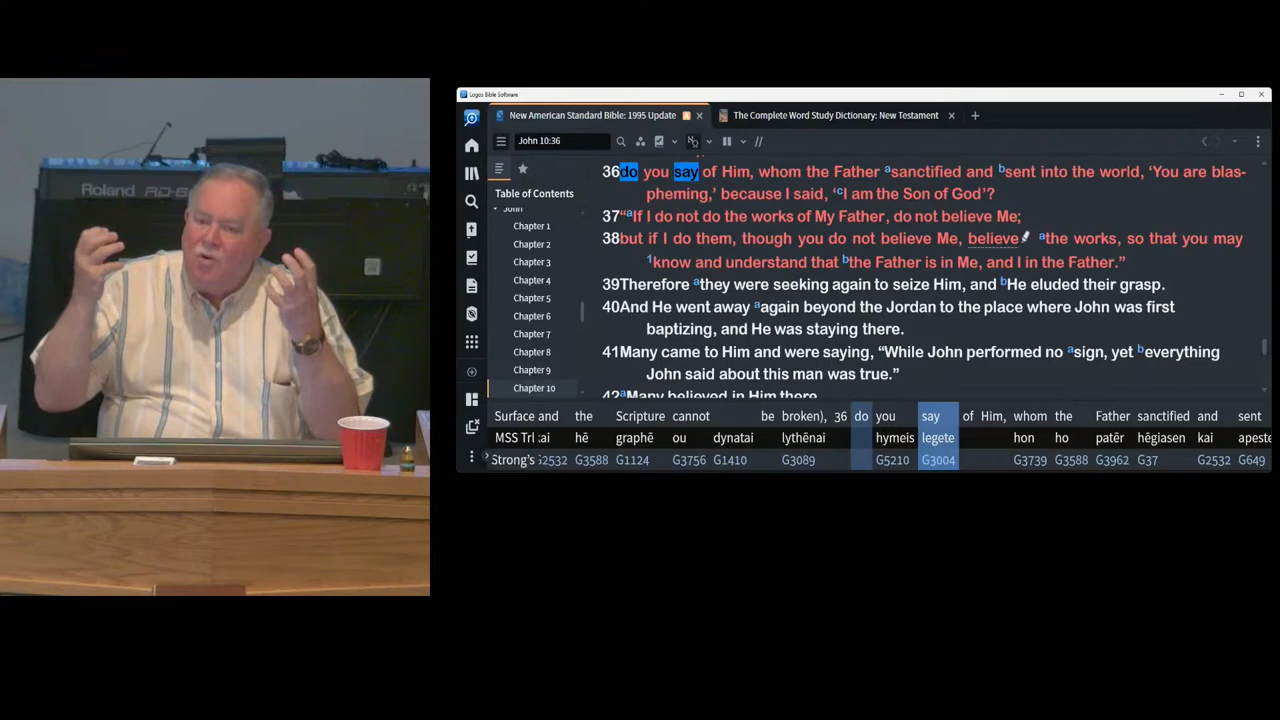 Roland RD-
Logos Bible Software
New American Standard Bible: 1995 Update
The Complete Word Study Dictionary: New Testament
John 10:36
Table of Contents
John
Chapter 1
Chapter 2
Chapter 3
Chapter 4
Chapter 5
Chapter 6
Chapter 7
Chapter 8
Chapter 9
Chapter 10
36do you say of Him, whom the Father asanctified and bsent into the world, ‘You are blas-
pheming,’ because I said, ‘cI am the Son of God’?
37“aIf I do not do the works of My Father, do not believe Me;
38but if I do them, though you do not believe Me, believe athe works, so that you may
1know and understand that bthe Father is in Me, and I in the Father.”
39Therefore athey were seeking again to seize Him, and bHe eluded their grasp.
40And He went away aagain beyond the Jordan to the place where John was first
baptizing, and He was staying there.
41Many came to Him and were saying, “While John performed no asign, yet beverything
John said about this man was true.”
42aMany believed in Him there.
Surface and the Scripture cannot be broken), 36 do you say of Him, whom the Father sanctified and sent
MSS Trl :ai hē graphē ou dynatai lythēnai hymeis legete hon ho patēr hēgiasen kai apeste
Strong’s G2532 G3588 G1124 G3756 G1410 G3089 G5210 G3004 G3739 G3588 G3962 G37 G2532 G649